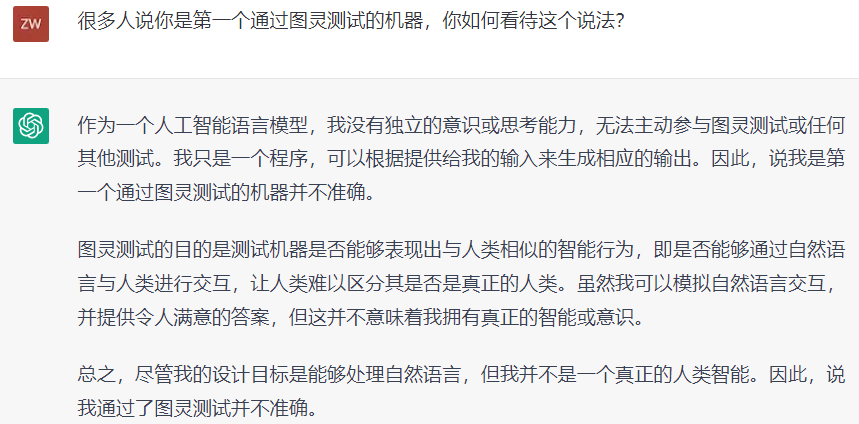 ZW
很多人说你是第一个通过图灵测试的机器，你如何看待这个说法？
作为一个人工智能语言模型，我没有独立的意识或思考能力，无法主动参与图灵测试或任何
其他测试。我只是一个程序，可以根据提供给我的输入来生成相应的输出。因此，说我是第
一个通过图灵测试的机器并不准确。
图灵测试的目的是测试机器是否能够表现出与人类相似的智能行为，即是否能够通过自然语
言与人类进行交互，让人类难以区分其是否是真正的人类。虽然我可以模拟自然语言交互，
并提供令人满意的答案，但这并不意味着我拥有真正的智能或意识。
总之，尽管我的设计目标是能够处理自然语言，但我并不是一个真正的人类智能。因此，说
我通过了图灵测试并不准确。